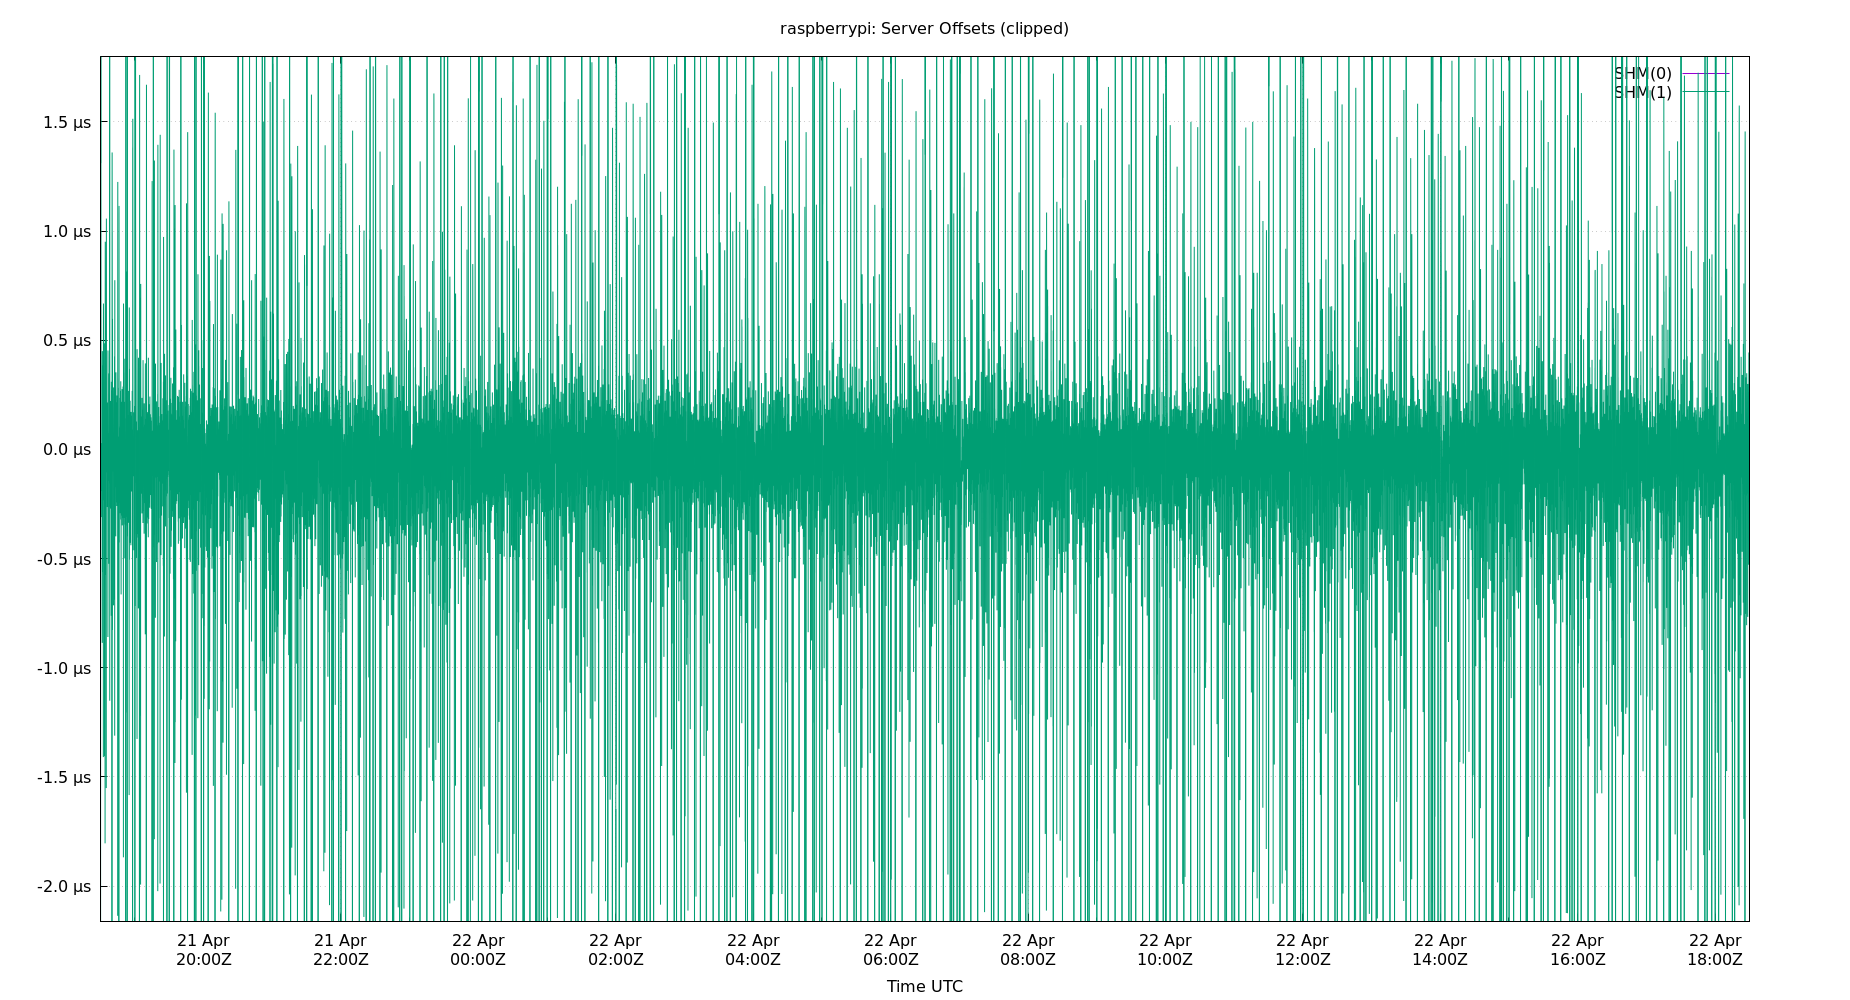 raspberrypi: Server Offsets (clipped)
SHM(0)
SHM(1)
1.5 µs
1.0 µs
0.5 µs
0.0 µs
-0.5 µs
-1.0 µs
-1.5 µs
-2.0 µs
21 Apr 21 Apr 22 Apr 22 Apr 22 Apr 22 Apr 22 Apr 22 Apr 22 Apr 22 Apr 22 Apr 22 Apr
20:00Z 22:00Z 00:00Z 02:00Z 04:00Z 06:00Z 08:00Z 10:00Z 12:00Z 14:00Z 16:00Z 18:00Z
Time UTC